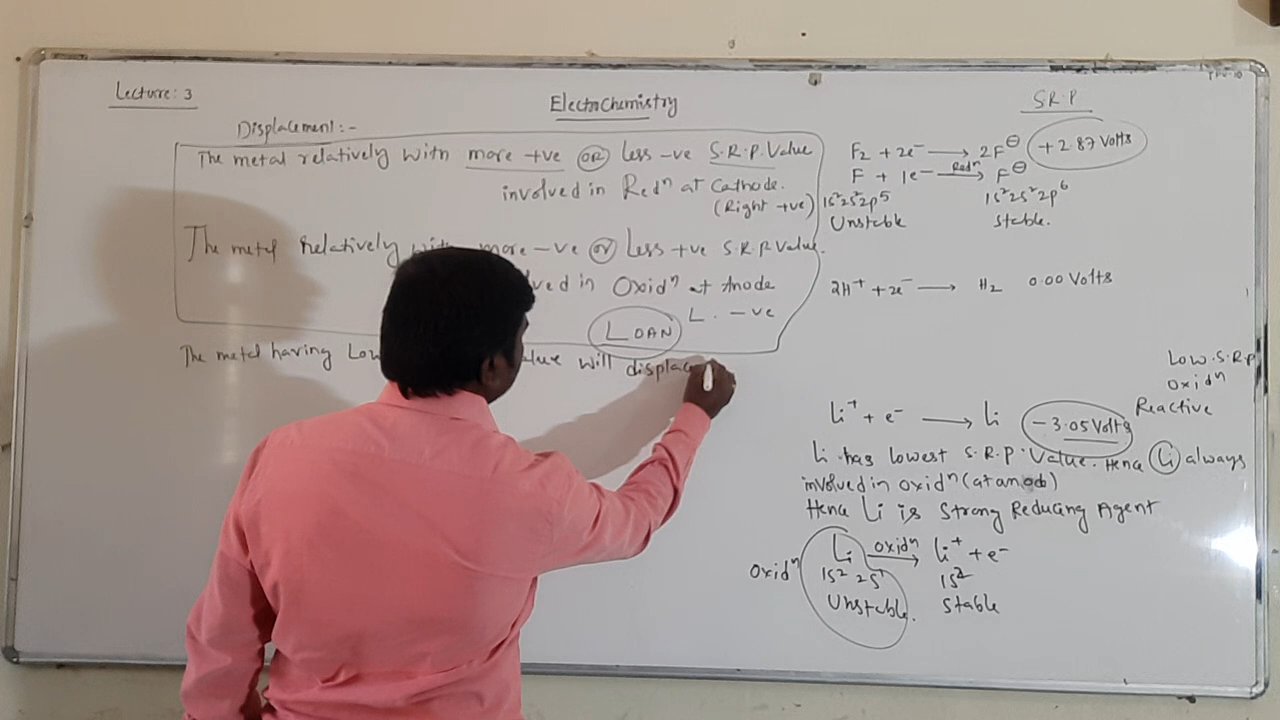 Lecture: 3
Electrochemistry
Displacement:-
The metal relatively with more +ve OR less -ve S.R.P. Value
involved in Redⁿ at Cathode.
(Right +ve)
The metal relatively with more -ve OR Less +ve S.R.P Value.
ved in Oxidⁿ at Anode
L. -ve
LOAN
The metal having Low alue will displace
S.R.P
F₂ + 2e⁻ → 2F⊖ +2.87 Volts
F + 1e⁻ Redⁿ→ F⊖
1s²2s²2p⁵ 1s²2s²2p⁶
Unstable Stable.
2H⁺ + 2e⁻ → H₂ 0.00 Volts
Low.S.R.P
Oxidⁿ
Reactive
Li⁺ + e⁻ → Li -3.05 Volts
Li has lowest S.R.P. Value. Hence Li always
involved in oxidⁿ (at anode)
Hence Li is Strong Reducing Agent
Oxidⁿ Li oxidⁿ→ Li⁺ + e⁻
1s² 2s¹ 1s²
Unstable. Stable